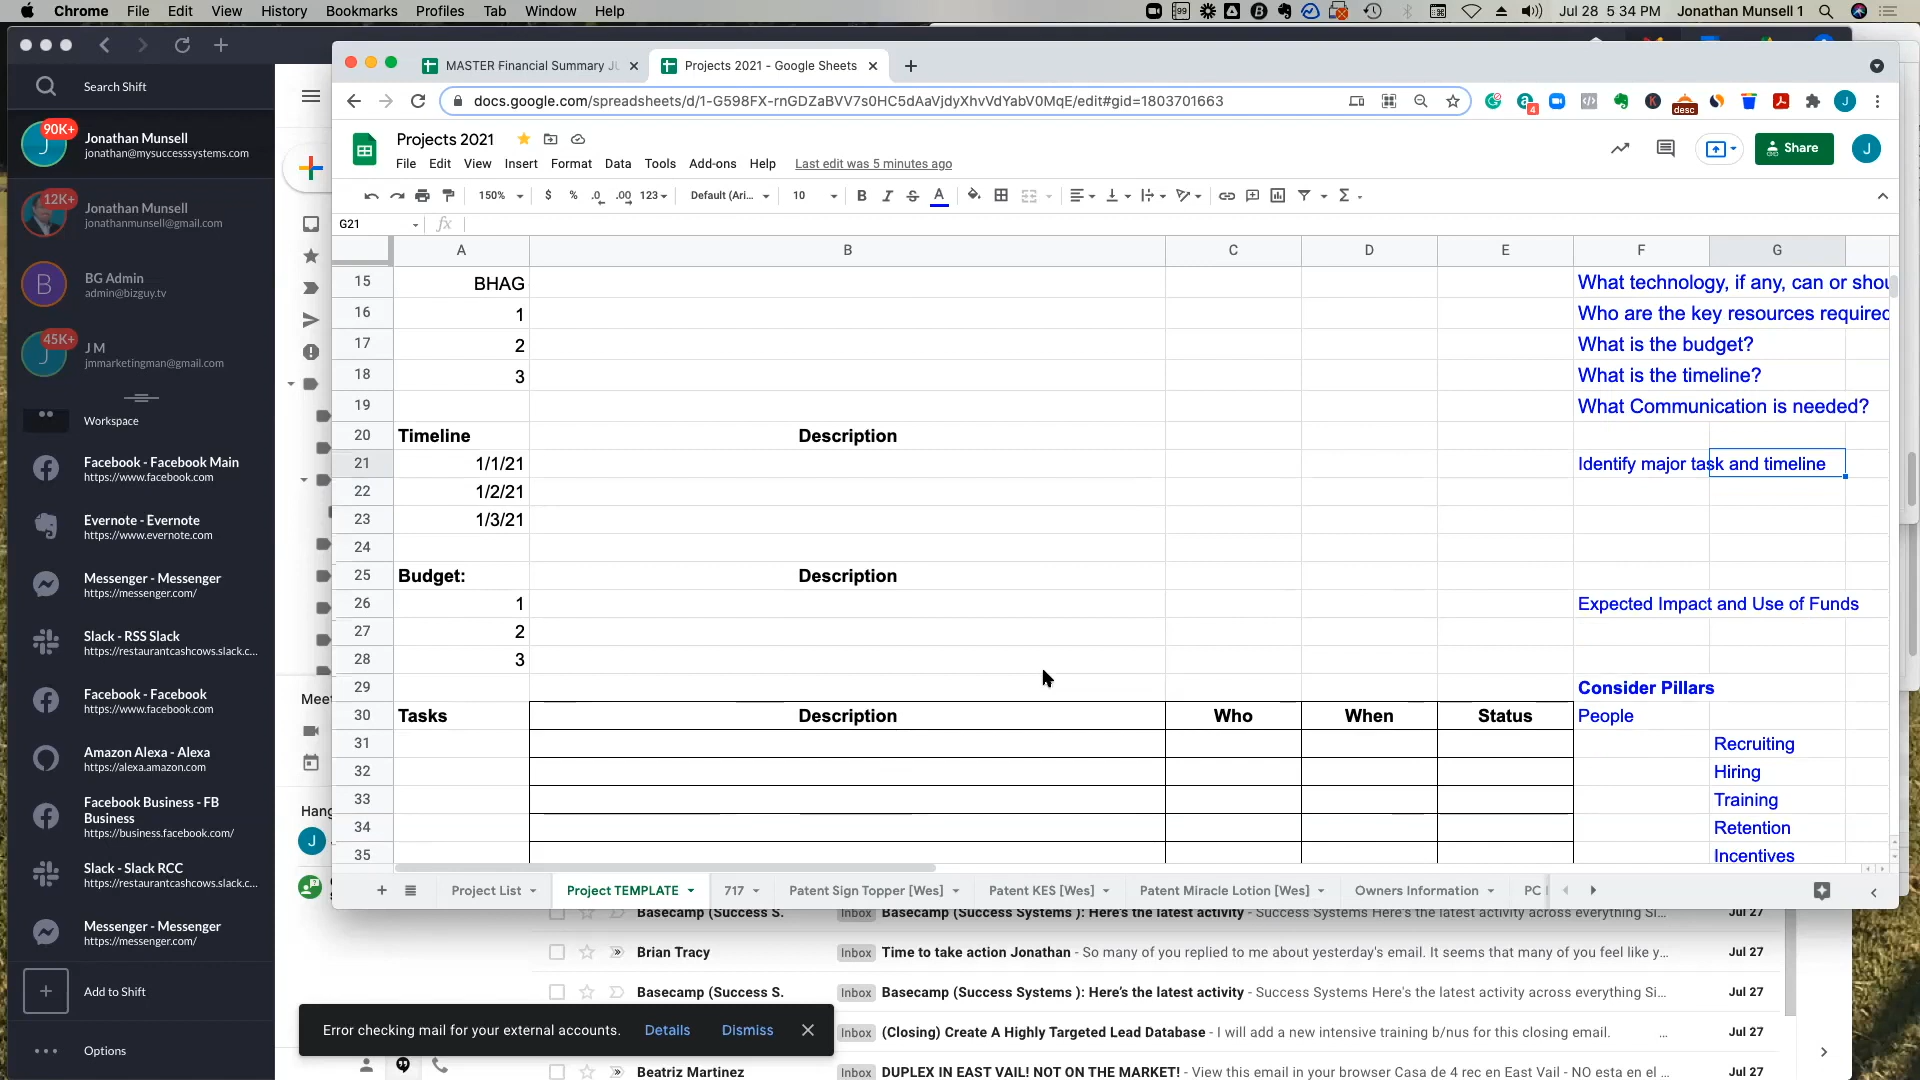 Chrome File Edit View History Bookmarks Profiles Tab Window Help
Jul 28 5 34 PM Jonathan Munsell 1
Search Shift
90K+
Jonathan Munsell
jonathan@mysuccesssystems.com
12K+
Jonathan Munsell
jonathanmunsell@gmail.com
B
BG Admin
admin@bizguy.tv
45K+
J M
jmmarketingman@gmail.com
Workspace
Facebook - Facebook Main
https://www.facebook.com
Evernote - Evernote
https://www.evernote.com
Messenger - Messenger
https://messenger.com/
Slack - RSS Slack
https://restaurantcashcows.slack.c...
Facebook - Facebook
https://www.facebook.com
Amazon Alexa - Alexa
https://alexa.amazon.com
Facebook Business - FB
Business
https://business.facebook.com/
Slack - Slack RCC
https://restaurantcashcows.slack.c...
Messenger - Messenger
https://messenger.com/
Add to Shift
Options
Meet
Hang
J
MASTER Financial Summary JU
Projects 2021 - Google Sheets
docs.google.com/spreadsheets/d/1-G598FX-rnGDZaBVV7s0HC5dAaVjdyXhvVdYabV0MqE/edit#gid=1803701663
4
desc
J
Projects 2021
File Edit View Insert Format Data Tools Add-ons Help Last edit was 5 minutes ago
Share
J
150% $ % .0 .00 123 Default (Ari... 10 B I S A
G21 fx
A B C D E F G
15 BHAG What technology, if any, can or shou
16 1 Who are the key resources required
17 2 What is the budget?
18 3 What is the timeline?
19 What Communication is needed?
20 Timeline Description
21 1/1/21 Identify major task and timeline
22 1/2/21
23 1/3/21
24
25 Budget: Description
26 1 Expected Impact and Use of Funds
27 2
28 3
29 Consider Pillars
30 Tasks Description Who When Status People
31 Recruiting
32 Hiring
33 Training
34 Retention
35 Incentives
Project List Project TEMPLATE 717 Patent Sign Topper [Wes] Patent KES [Wes] Patent Miracle Lotion [Wes] Owners Information PC
Basecamp (Success S. Inbox Basecamp (Success Systems ): Here's the latest activity - Success Systems Here's the latest activity across everything Si... Jul 27
Brian Tracy Inbox Time to take action Jonathan - So many of you replied to me about yesterday's email. It seems that many of you feel like y... Jul 27
Basecamp (Success S. Inbox Basecamp (Success Systems ): Here's the latest activity - Success Systems Here's the latest activity across everything Si... Jul 27
Inbox (Closing) Create A Highly Targeted Lead Database - I will add a new intensive training b/nus for this closing email. ... Jul 27
Error checking mail for your external accounts. Details Dismiss
Beatriz Martinez Inbox DUPLEX IN EAST VAIL! NOT ON THE MARKET! - View this email in your browser Casa de 4 rec en East Vail - NO esta en el ... Jul 27